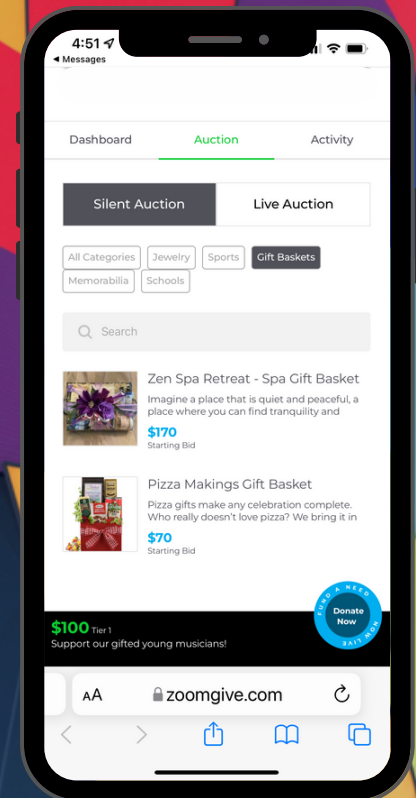 4:51
◀ Messages
Dashboard
Auction
Activity
Silent Auction
Live Auction
All Categories
Jewelry
Sports
Gift Baskets
Memorabilia
Schools
Search
Zen Spa Retreat - Spa Gift Basket
Imagine a place that is quiet and peaceful, a
place where you can find tranquility and
$170
Starting Bid
Pizza Makings Gift Basket
Pizza gifts make any celebration complete.
Who really doesn't love pizza? We bring it in
$70
Starting Bid
FUND A NEED
Donate
Now
NOW LIVE
$100 Tier 1
Support our gifted young musicians!
AA
zoomgive.com